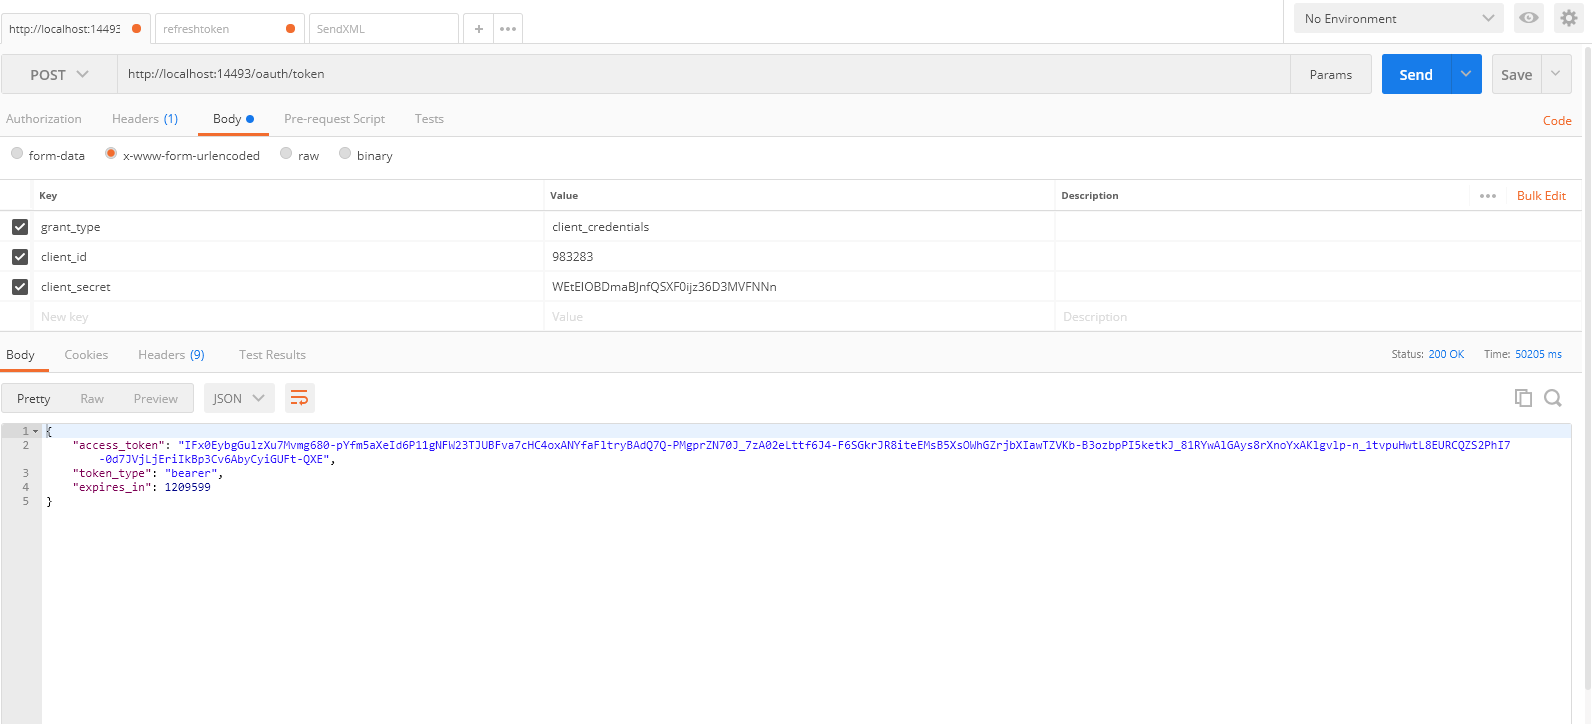 http://localhost:1449
refreshtoken
SendXML
No Environment
POST
http://localhost:14493/oauth/token
Params
Send
Save
Authorization
Headers (1)
Body
Pre-request Script
Tests
Code
form-data
x-www-form-urlencoded
raw
binary
Key Value Description
Bulk Edit
grant_type client_credentials
client_id 983283
client_secret WEtEIOBDmaBJnfQSXF0ijz36D3MVFNNn
New key Value Description
Body Cookies Headers (9) Test Results
Status: 200 OK Time: 50205 ms
Pretty Raw Preview JSON
1 {
2 "access_token": "IFx0EybgGulzXu7Mvmg680-pYfm5aXeId6P11gNFW23TJUBFva7cHC4oxANYfaFltryBAdQ7Q-PMgprZN70J_7zA02eLttf6J4-F6SGkrJR8iteEMsB5XsOWhGZrjbXIawTZVKb-B3ozbpPI5ketkJ_81RYwAlGAys8rXnoYxAKlgvlp-n_1tvpuHwtL8EURCQZS2PhI7
-0d7JVjLjEriIkBp3Cv6AbyCyiGUFt-QXE",
3 "token_type": "bearer",
4 "expires_in": 1209599
5 }